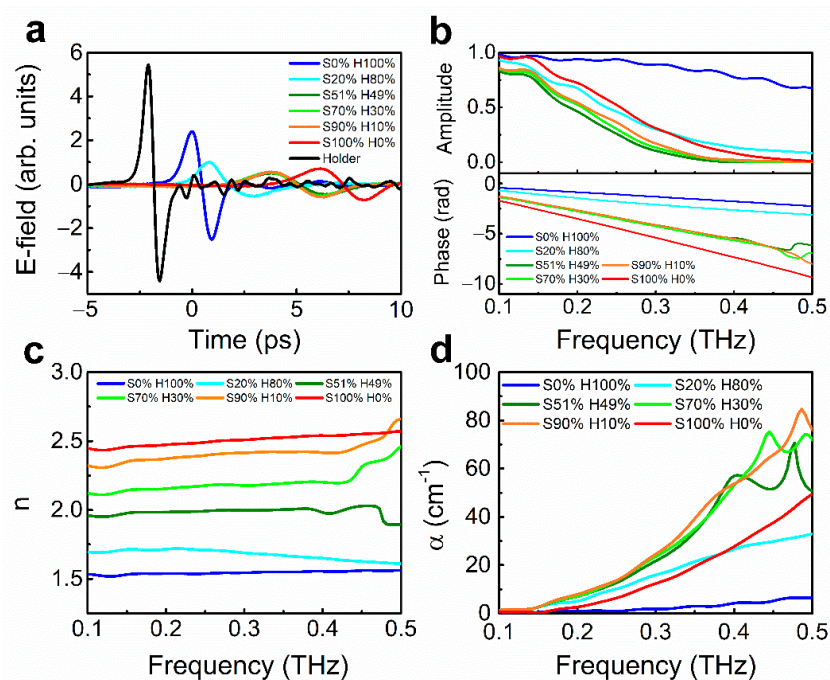 a
E-field (arb. units)
6
4
2
0
−2
−4
−5
0
5
10
Time (ps)
S0% H100%
S20% H80%
S51% H49%
S70% H30%
S90% H10%
S100% H0%
Holder
b
Amplitude
1.0
0.5
0.0
Phase (rad)
0
−5
−10
S0% H100%
S20% H80%
S51% H49% S90% H10%
S70% H30% S100% H0%
0.1 0.2 0.3 0.4 0.5
Frequency (THz)
c
n
3.0
2.5
2.0
1.5
S0% H100% S20% H80% S51% H49%
S70% H30% S90% H10% S100% H0%
0.1 0.2 0.3 0.4 0.5
Frequency (THz)
d
α (cm⁻¹)
100
80
60
40
20
0
S0% H100% S20% H80%
S51% H49% S70% H30%
S90% H10% S100% H0%
0.1 0.2 0.3 0.4 0.5
Frequency (THz)